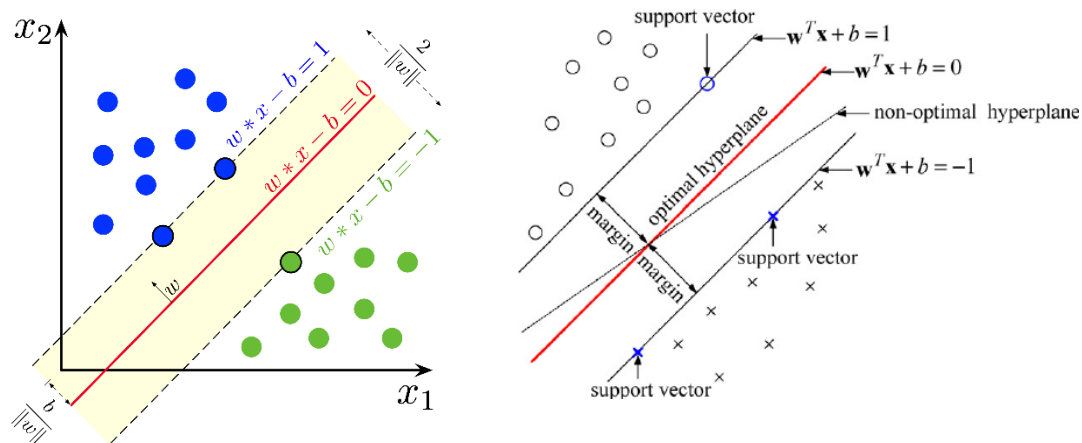 x₂
2
‖w‖
w * x − b = 1
w * x − b = 0
w * x − b = −1
w
b
‖w‖
x₁
support vector
wᵀx + b = 1
wᵀx + b = 0
non-optimal hyperplane
wᵀx + b = −1
optimal hyperplane
margin
margin
support vector
support vector